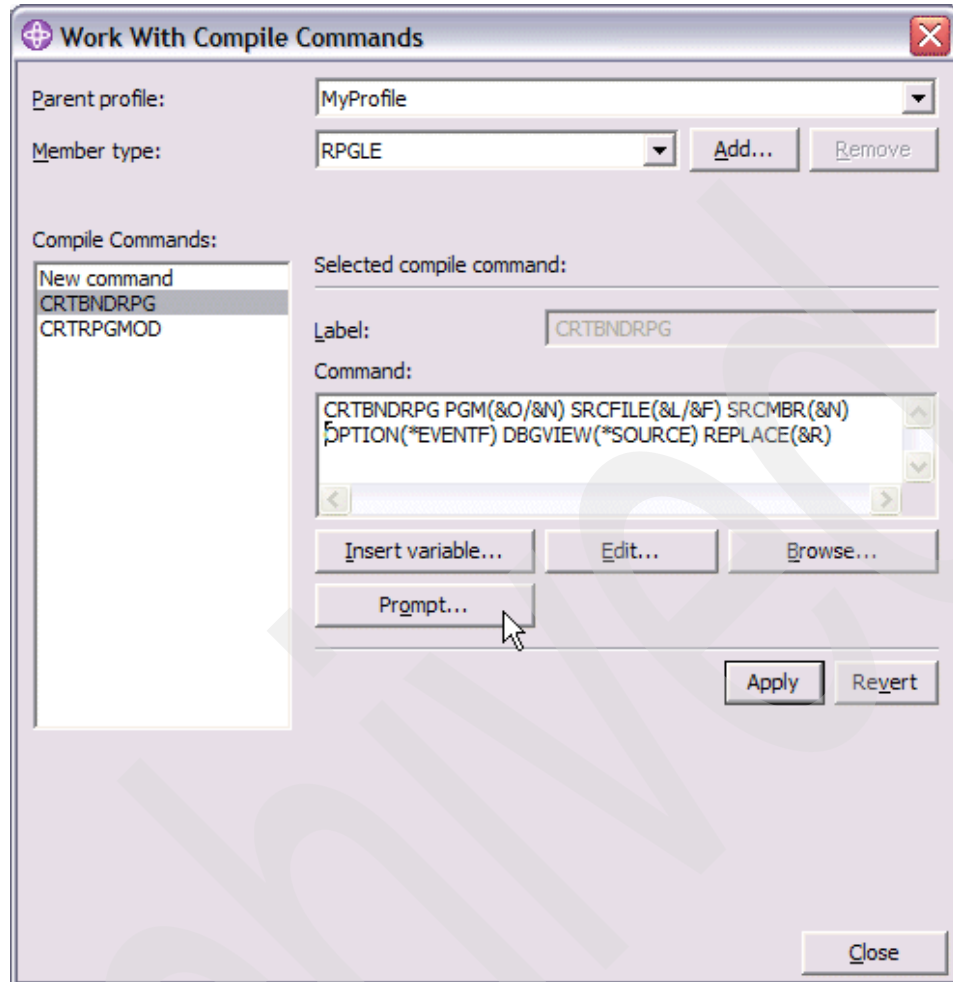 Work With Compile Commands
Parent profile:
MyProfile
Member type:
RPGLE
Add...
Remove
Compile Commands:
New command
CRTBNDRPG
CRTRPGMOD
Selected compile command:
Label:
CRTBNDRPG
Command:
CRTBNDRPG PGM(&O/&N) SRCFILE(&L/&F) SRCMBR(&N)
OPTION(*EVENTF) DBGVIEW(*SOURCE) REPLACE(&R)
Insert variable...
Edit...
Browse...
Prompt...
Apply
Revert
Close